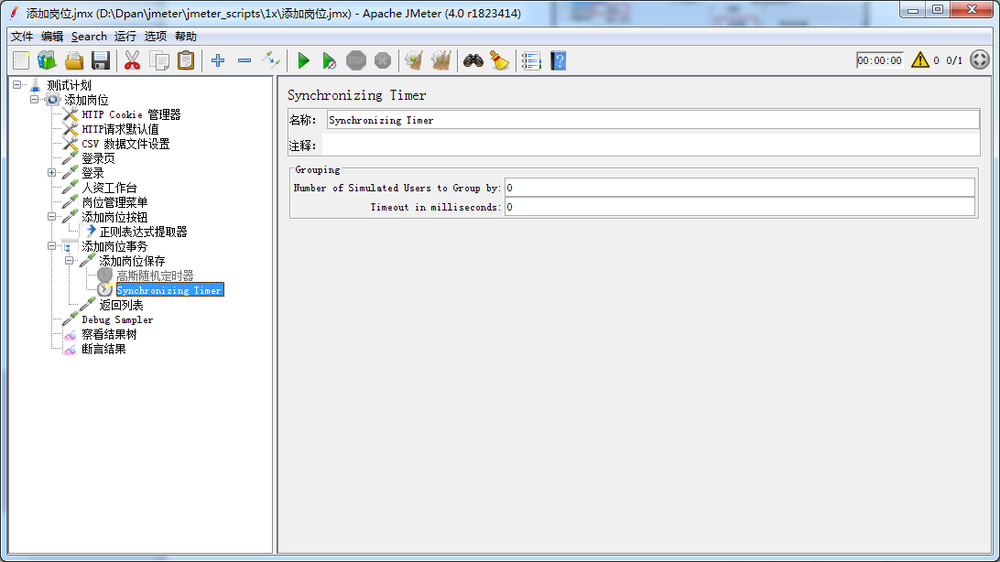 添加岗位.jmx (D:\Dpan\jmeter\jmeter_scripts\1x\添加岗位.jmx) - Apache JMeter (4.0 r1823414)
文件 编辑 Search 运行 选项 帮助
STOP
00:00:00 0 0/1
测试计划
添加岗位
HTTP Cookie 管理器
HTTP请求默认值
CSV 数据文件设置
登录页
登录
人资工作台
岗位管理菜单
添加岗位按钮
正则表达式提取器
添加岗位事务
添加岗位保存
高斯随机定时器
Synchronizing Timer
返回列表
Debug Sampler
察看结果树
断言结果
Synchronizing Timer
名称: Synchronizing Timer
注释:
Grouping
Number of Simulated Users to Group by: 0
Timeout in milliseconds: 0